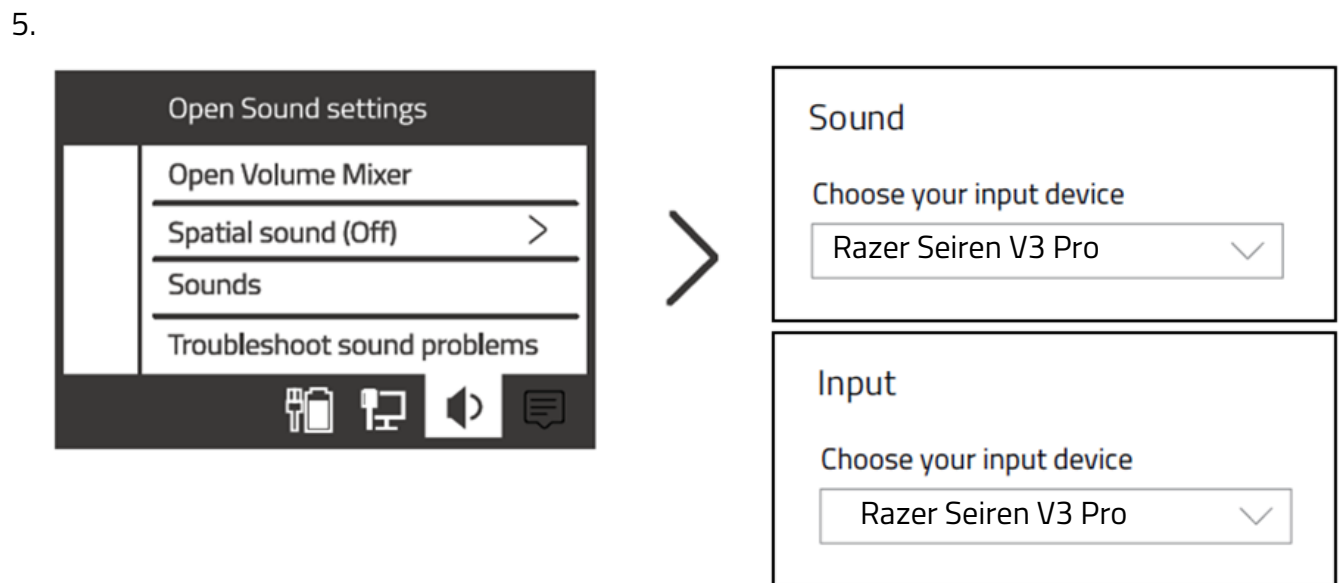 5.
Open Sound settings
Open Volume Mixer
Spatial sound (Off)
Sounds
Troubleshoot sound problems
Sound
Choose your input device
Razer Seiren V3 Pro
Input
Choose your input device
Razer Seiren V3 Pro